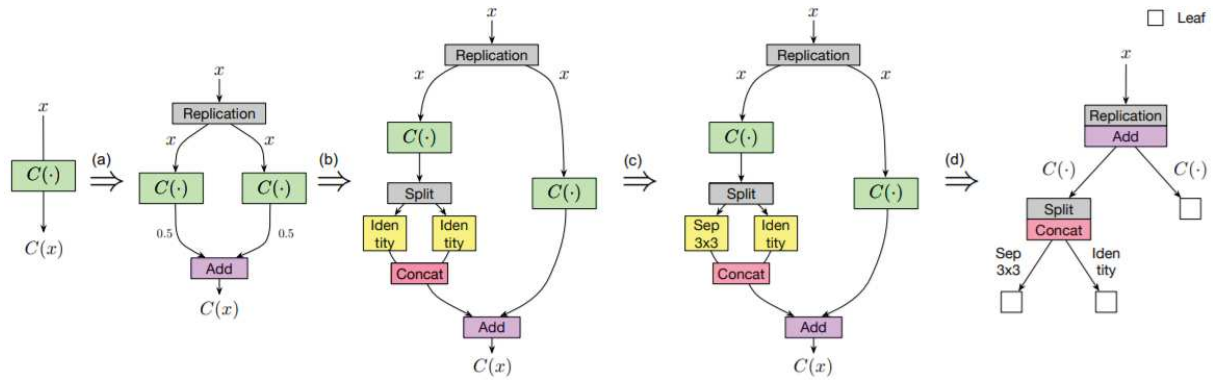 x
C(·)
C(x)
(a)
⇒
x
Replication
x x
C(·) C(·)
0.5 0.5
Add
C(x)
(b)
⇒
x
Replication
x x
C(·)
Split
C(·)
Iden
tity
Iden
tity
Concat
Add
C(x)
(c)
⇒
x
Replication
x x
C(·)
Split
C(·)
Sep
3x3
Iden
tity
Concat
Add
C(x)
(d)
⇒
Leaf
x
Replication
Add
C(·) C(·)
Split
Concat
Sep
3x3
Iden
tity